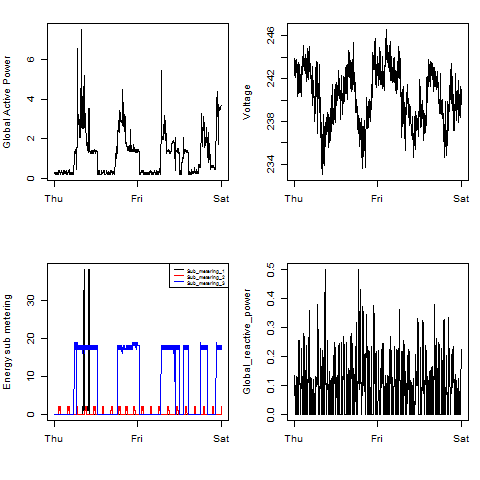 Global Active Power
6
4
2
0
Thu
Fri
Sat
Voltage
246
242
238
234
Thu
Fri
Sat
Energy sub metering
30
20
10
0
Thu
Fri
Sat
Sub_metering_1
Sub_metering_2
Sub_metering_3
Global_reactive_power
0.5
0.4
0.3
0.2
0.1
0.0
Thu
Fri
Sat